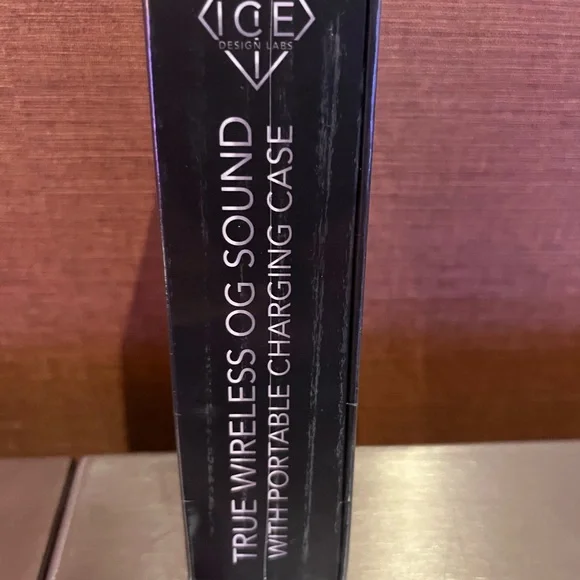 ICE
DESIGN LABS
TRUE WIRELESS OG SOUND
WITH PORTABLE CHARGING CASE